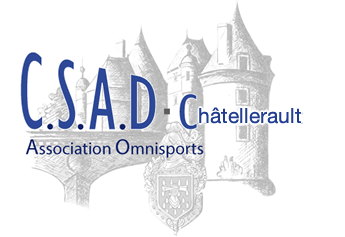 C.S.A.D - Châtellerault
Association Omnisports